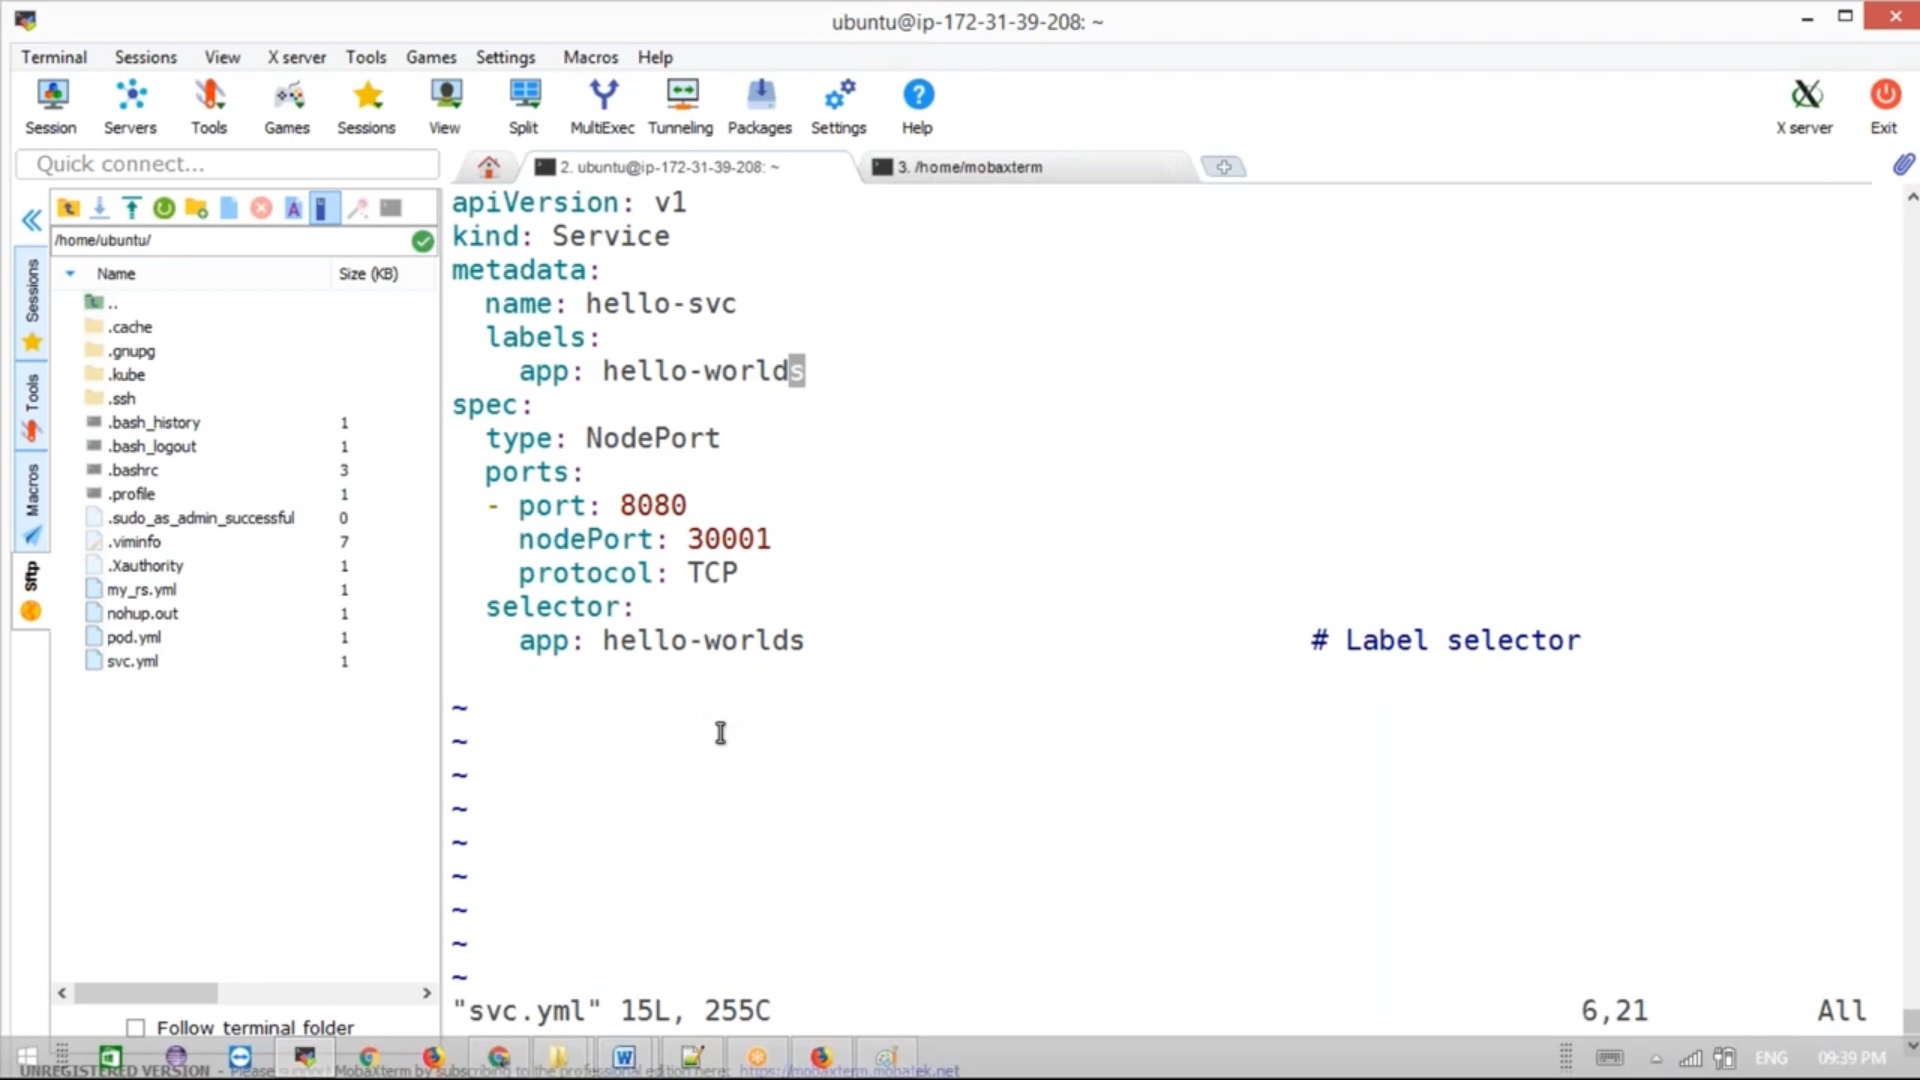 ubuntu@ip-172-31-39-208: ~
Terminal Sessions View X server Tools Games Settings Macros Help
Session Servers Tools Games Sessions View Split MultiExec Tunneling Packages Settings Help X server Exit
Quick connect...
2. ubuntu@ip-172-31-39-208: ~
3. /home/mobaxterm
/home/ubuntu/
Name Size (KB)
..
.cache
.gnupg
.kube
.ssh
.bash_history 1
.bash_logout 1
.bashrc 3
.profile 1
.sudo_as_admin_successful 0
.viminfo 7
.Xauthority 1
my_rs.yml 1
nohup.out 1
pod.yml 1
svc.yml 1
Follow terminal folder
Sessions
Tools
Macros
Sftp
apiVersion: v1
kind: Service
metadata:
  name: hello-svc
  labels:
    app: hello-worlds
spec:
  type: NodePort
  ports:
  - port: 8080
    nodePort: 30001
    protocol: TCP
  selector:
    app: hello-worlds # Label selector
~
~
~
~
~
~
~
~
~
"svc.yml" 15L, 255C 6,21 All
ENG 09:39 PM
UNREGISTERED VERSION - Please support MobaXterm by subscribing to the professional edition here: https://mobaxterm.mobatek.net